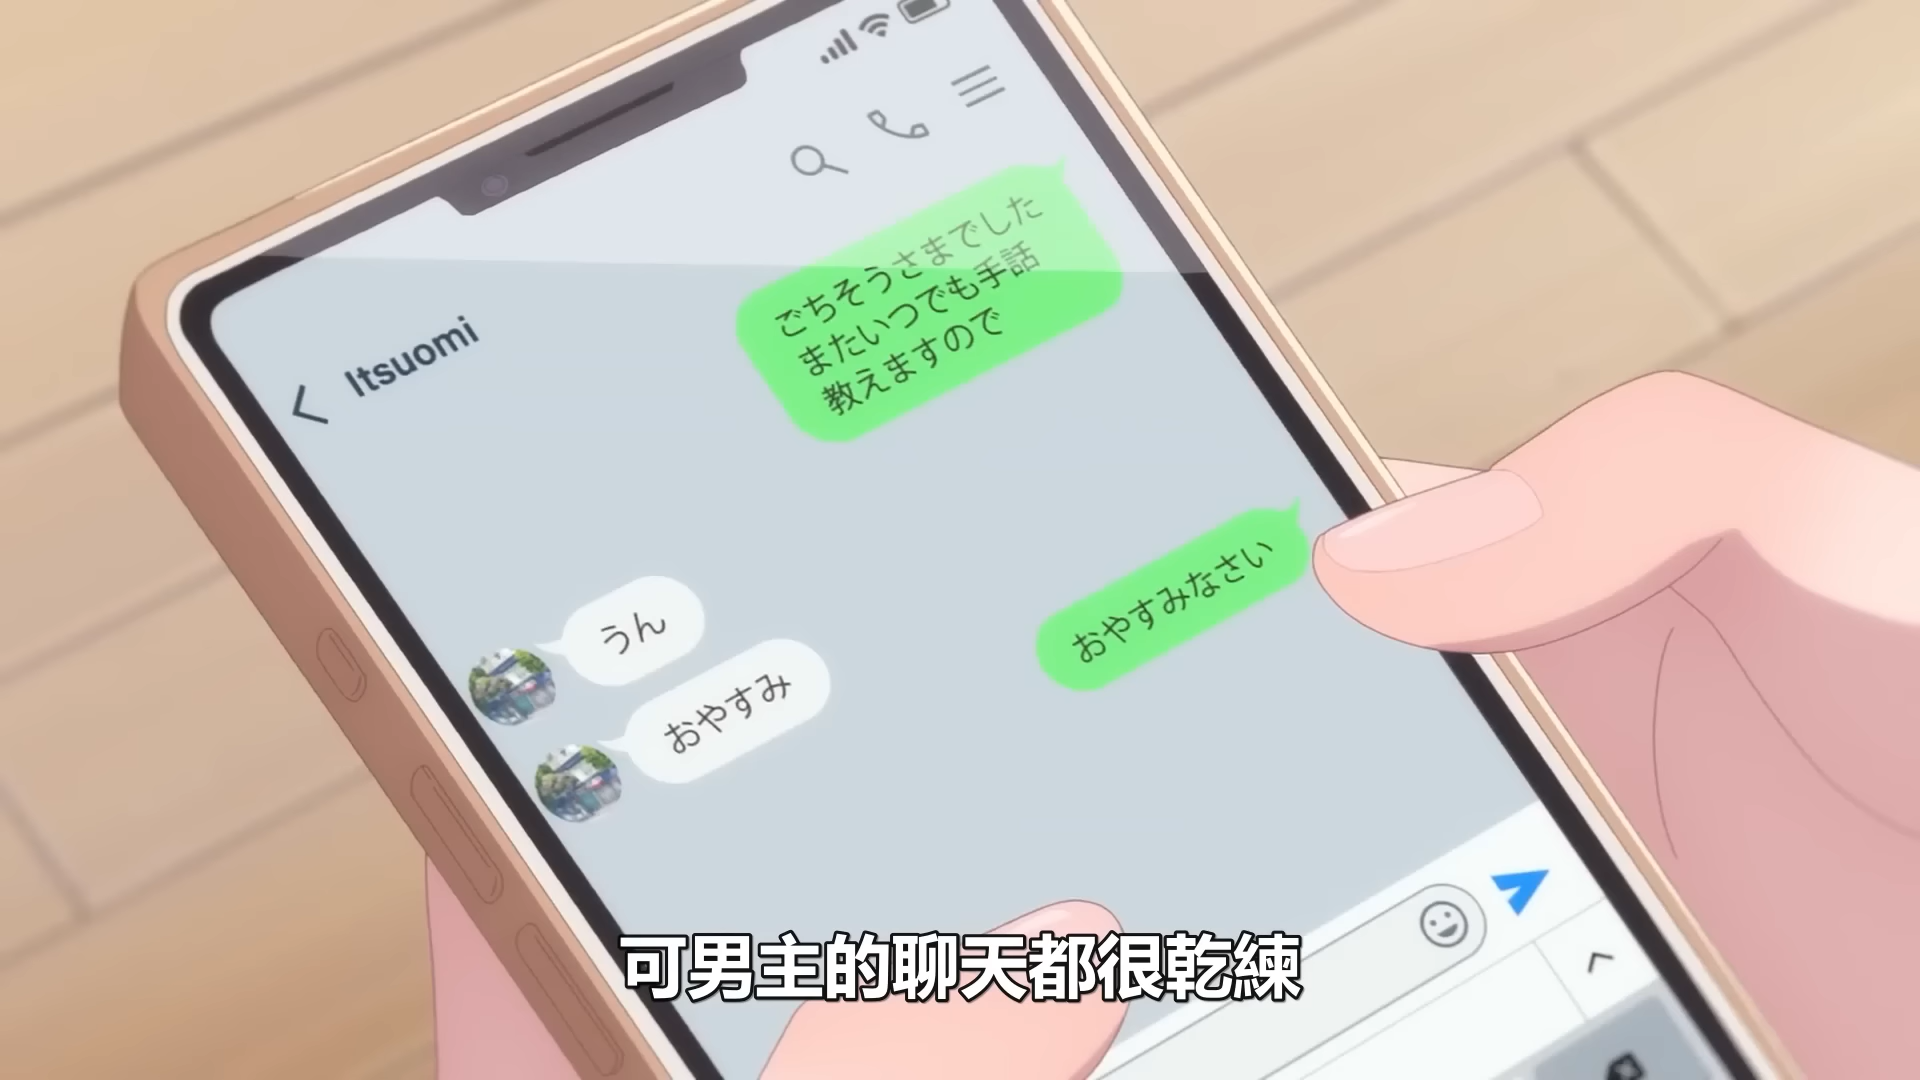 Itsuomi
ごちそうさまでした
またいつでも手話
教えますので
うん
おやすみ
おやすみなさい
可男主的聊天都很乾練